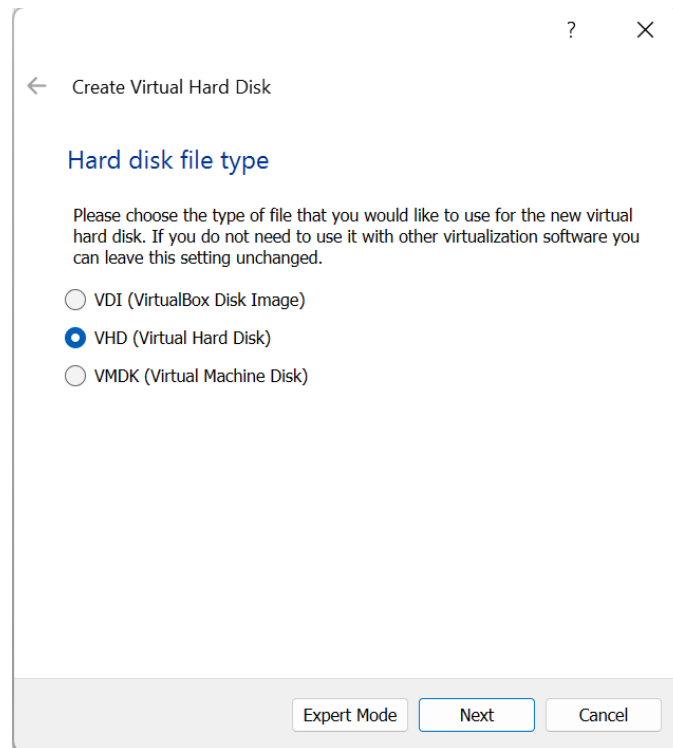 ?
Create Virtual Hard Disk
Hard disk file type
Please choose the type of file that you would like to use for the new virtual
hard disk. If you do not need to use it with other virtualization software you
can leave this setting unchanged.
VDI (VirtualBox Disk Image)
VHD (Virtual Hard Disk)
VMDK (Virtual Machine Disk)
Expert Mode Next Cancel